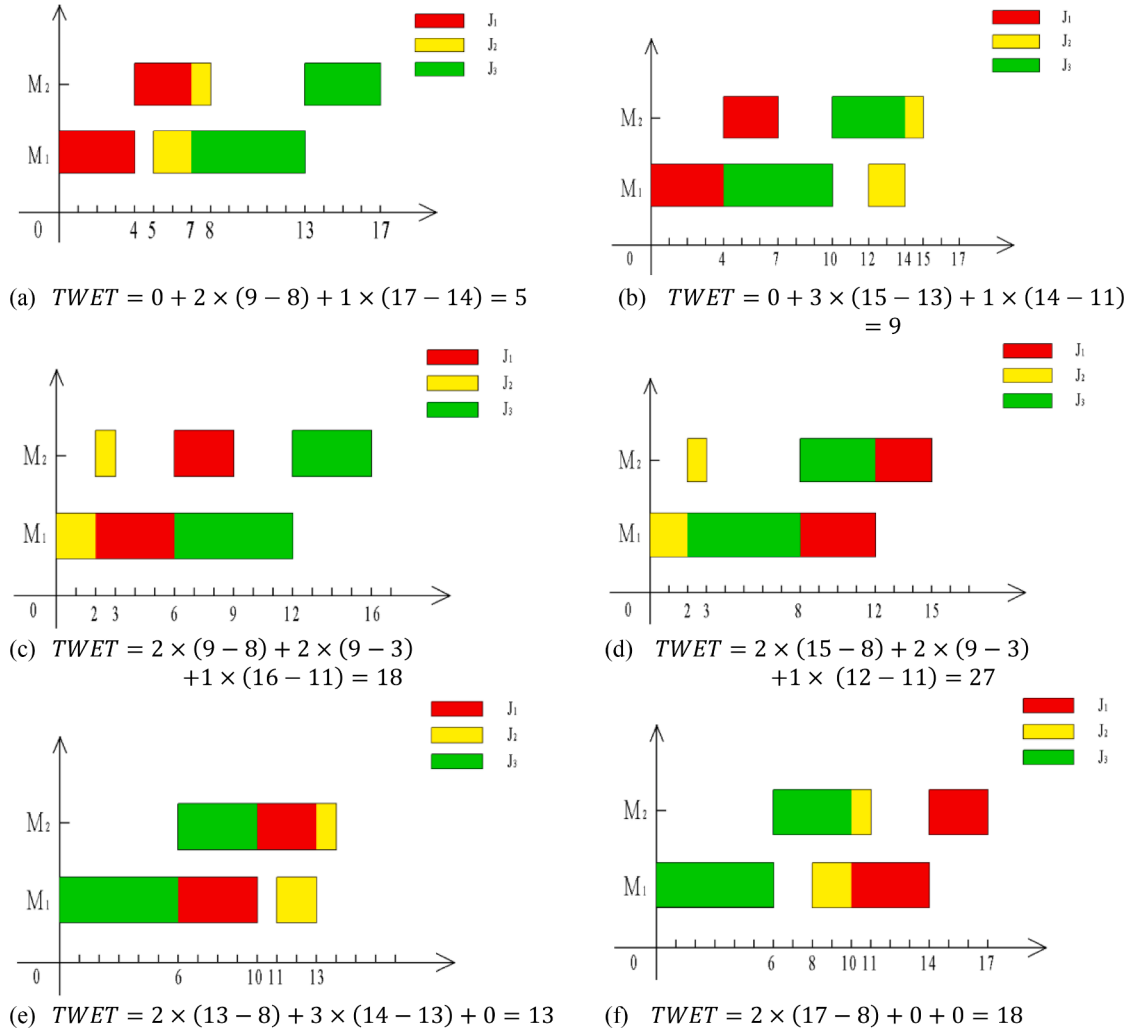 J₁
J₂
J₃
M₂
M₁
0 4 5 7 8 13 17
(a) TWET = 0 + 2 × (9 − 8) + 1 × (17 − 14) = 5
J₁
J₂
J₃
M₂
M₁
0 4 7 10 12 14 15 17
(b) TWET = 0 + 3 × (15 − 13) + 1 × (14 − 11)
= 9
J₁
J₂
J₃
M₂
M₁
0 2 3 6 9 12 16
(c) TWET = 2 × (9 − 8) + 2 × (9 − 3)
+1 × (16 − 11) = 18
J₁
J₂
J₃
M₂
M₁
0 2 3 8 12 15
(d) TWET = 2 × (15 − 8) + 2 × (9 − 3)
+1 × (12 − 11) = 27
J₁
J₂
J₃
M₂
M₁
0 6 10 11 13
(e) TWET = 2 × (13 − 8) + 3 × (14 − 13) + 0 = 13
J₁
J₂
J₃
M₂
M₁
0 6 8 10 11 14 17
(f) TWET = 2 × (17 − 8) + 0 + 0 = 18